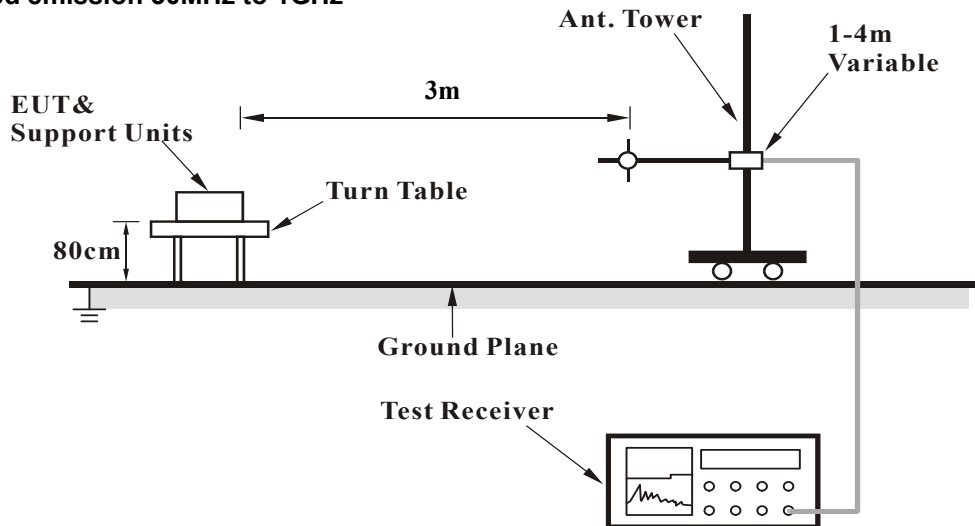 Ant. Tower
1-4m
Variable
3m
EUT&
Support Units
Turn Table
80cm
Ground Plane
Test Receiver